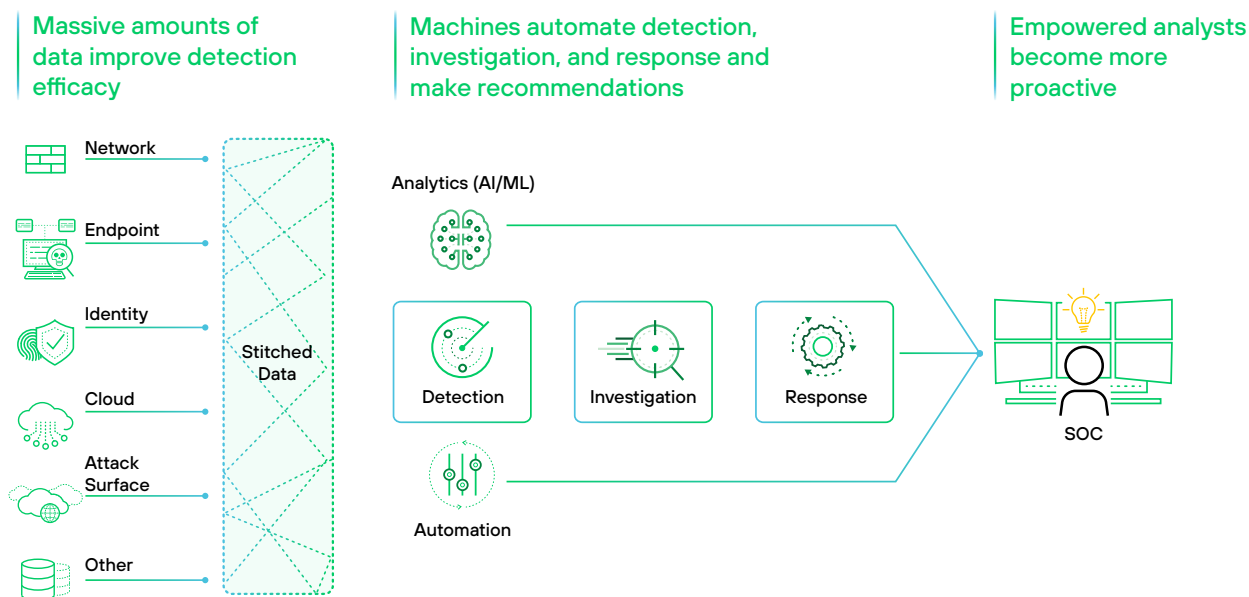 Massive amounts of
data improve detection
efficacy
Machines automate detection,
investigation, and response and
make recommendations
Empowered analysts
become more
proactive
Network
Endpoint
Identity
Cloud
Attack
Surface
Other
Stitched
Data
Analytics (AI/ML)
Detection
Investigation
Response
Automation
SOC